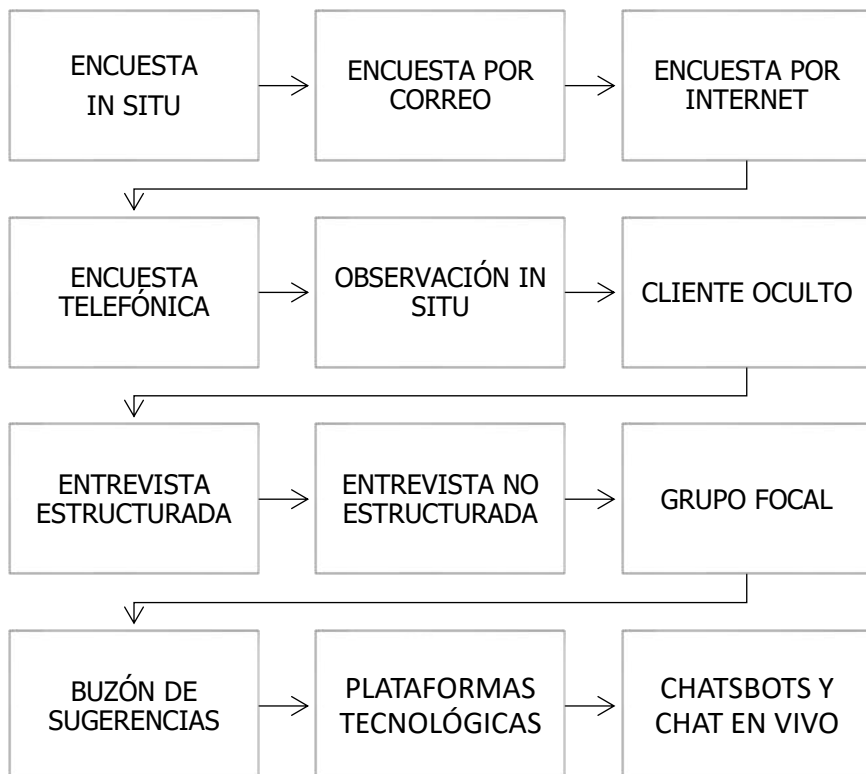 ENCUESTA
IN SITU
ENCUESTA POR
CORREO
ENCUESTA POR
INTERNET
ENCUESTA
TELEFÓNICA
OBSERVACIÓN IN
SITU
CLIENTE OCULTO
ENTREVISTA
ESTRUCTURADA
ENTREVISTA NO
ESTRUCTURADA
GRUPO FOCAL
BUZÓN DE
SUGERENCIAS
PLATAFORMAS
TECNOLÓGICAS
CHATSBOTS Y
CHAT EN VIVO